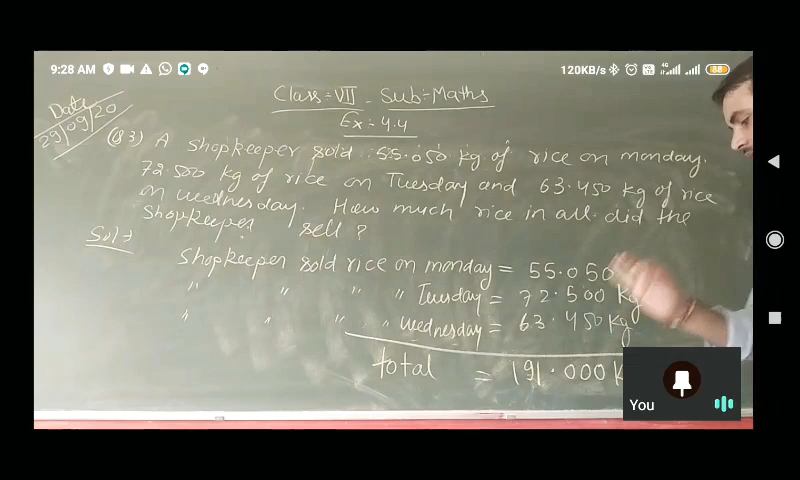 9:28 AM
120KB/s
4G
88
Date
29/09/20
Class - VII - Sub - Maths
Ex - 4.4
(Q3) A shopkeeper sold 55.050 kg of rice on monday.
72.500 kg of rice on Tuesday and 63.450 kg of rice
on wednesday. How much rice in all did the
shopkeeper sell ?
Sol:-
Shopkeeper sold rice on monday = 55.050
" " " " Tuesday = 72.500 Kg
" " " " wednesday = 63.450 Kg
total = 191.000 K
You